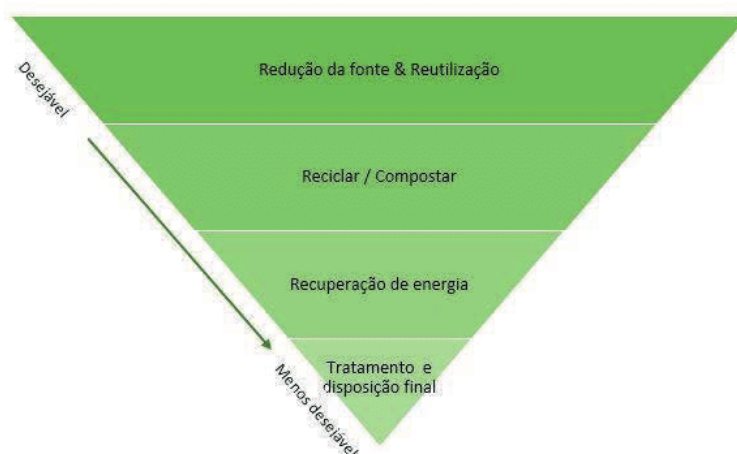 Redução da fonte & Reutilização
Desejável
Reciclar / Compostar
Recuperação de energia
Tratamento e
disposição final
Menos desejável